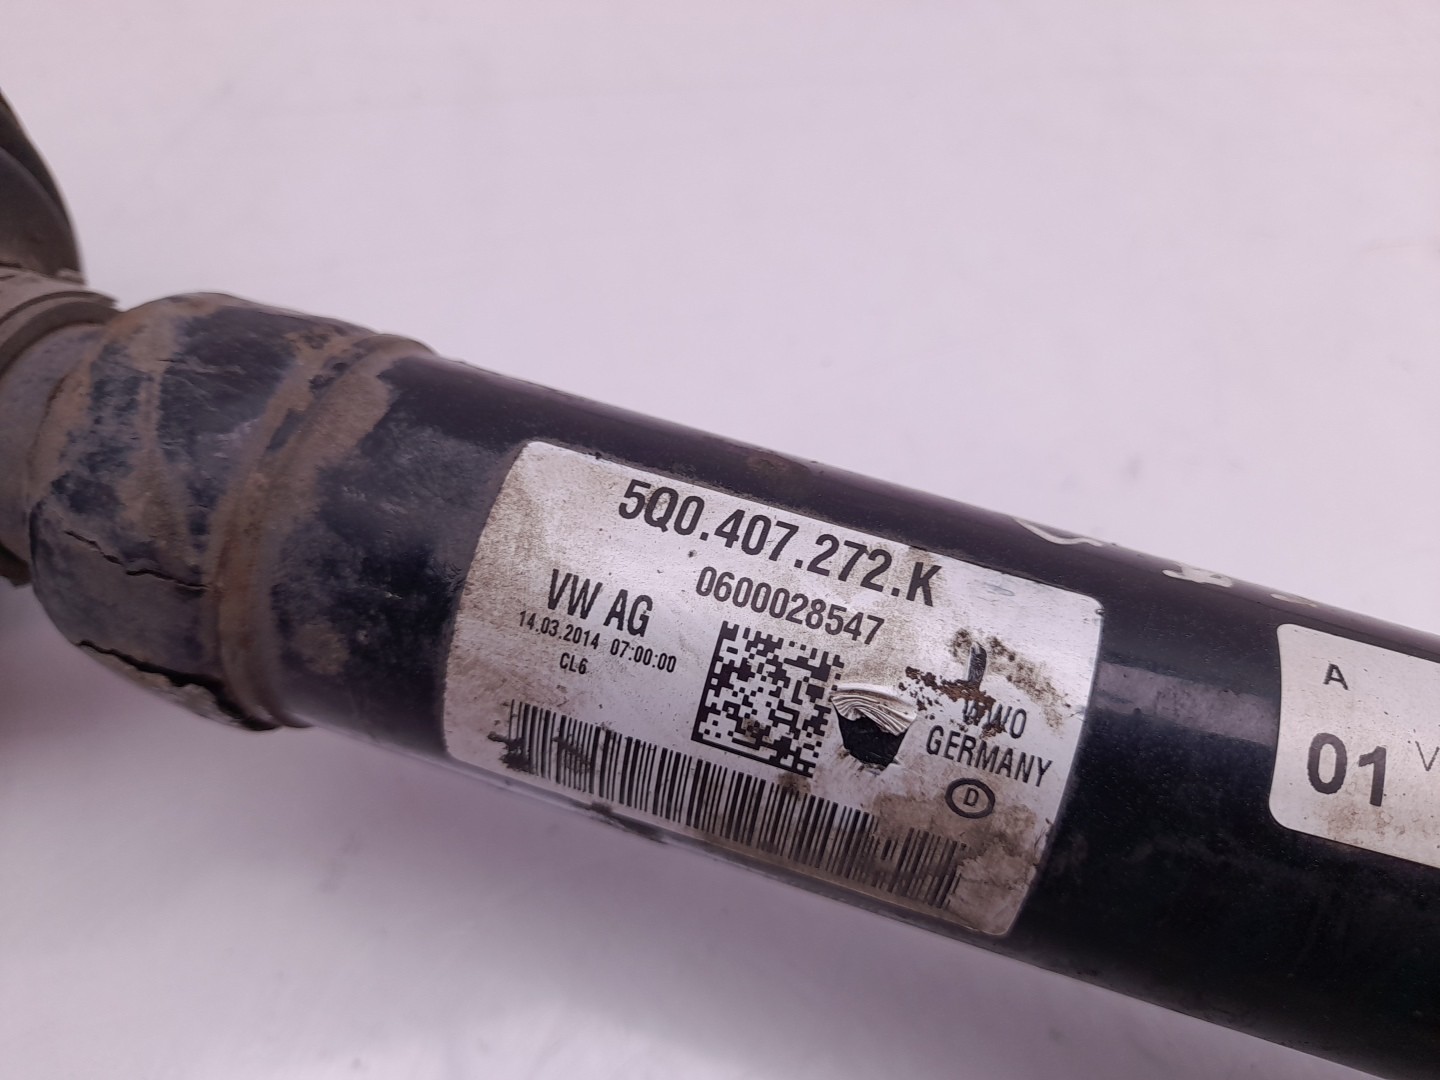 5Q0.407.272.K
0600028547
VW AG
14.03.2014 07:00:00
CL6
GERMANY
D
A
01
V